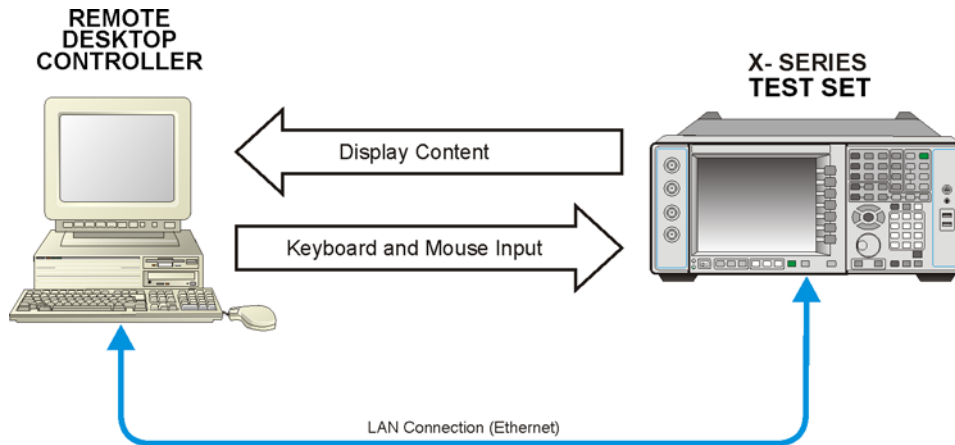 REMOTE
DESKTOP
CONTROLLER
X- SERIES
TEST SET
Display Content
Keyboard and Mouse Input
LAN Connection (Ethernet)